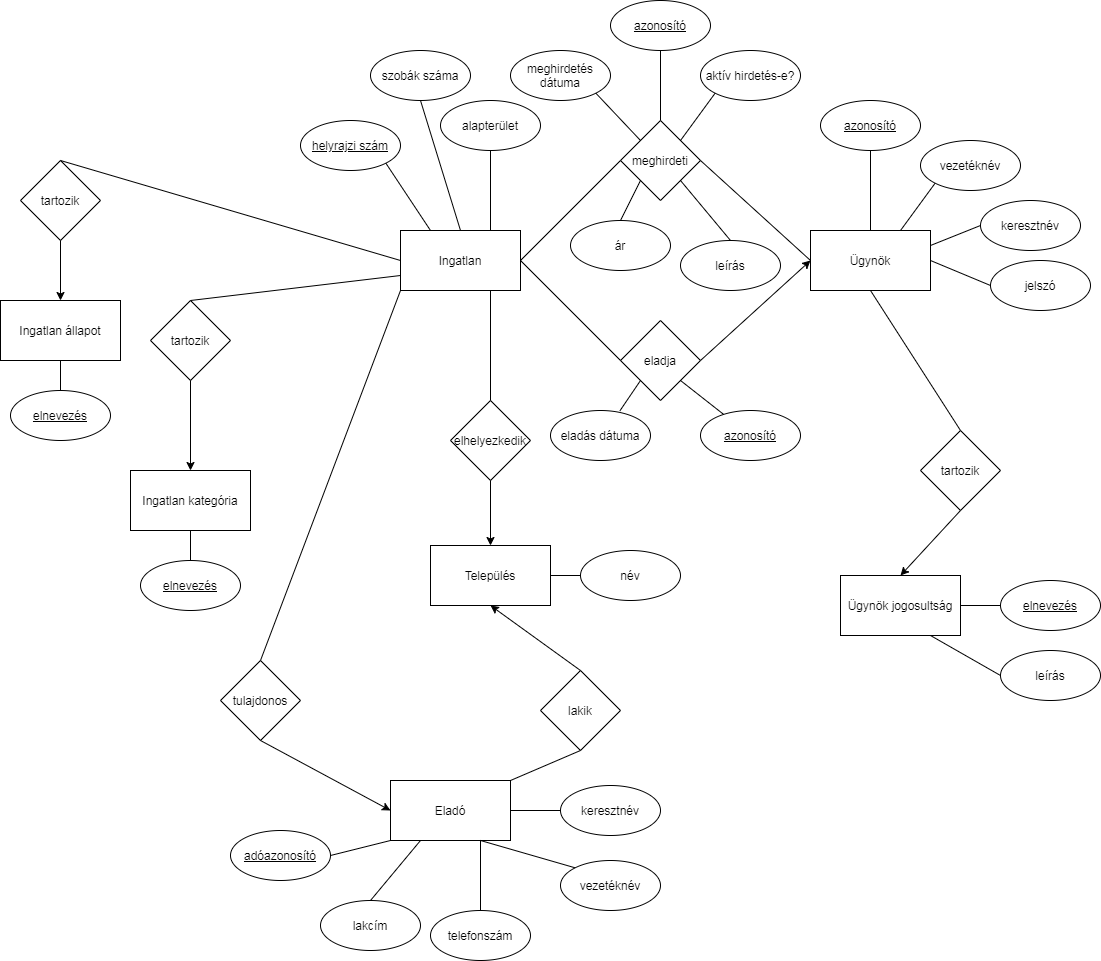 azonosító
meghirdetés
dátuma
aktív hirdetés-e?
szobák száma
alapterület
azonosító
helyrajzi szám
meghirdeti
vezetéknév
tartozik
keresztnév
ár
leírás
Ingatlan
Ügynök
jelszó
Ingatlan állapot
tartozik
eladja
elnevezés
eladás dátuma
azonosító
elhelyezkedik
tartozik
Ingatlan kategória
elnevezés
Település
név
Ügynök jogosultság
elnevezés
leírás
tulajdonos
lakik
Eladó
keresztnév
adóazonosító
vezetéknév
lakcím
telefonszám